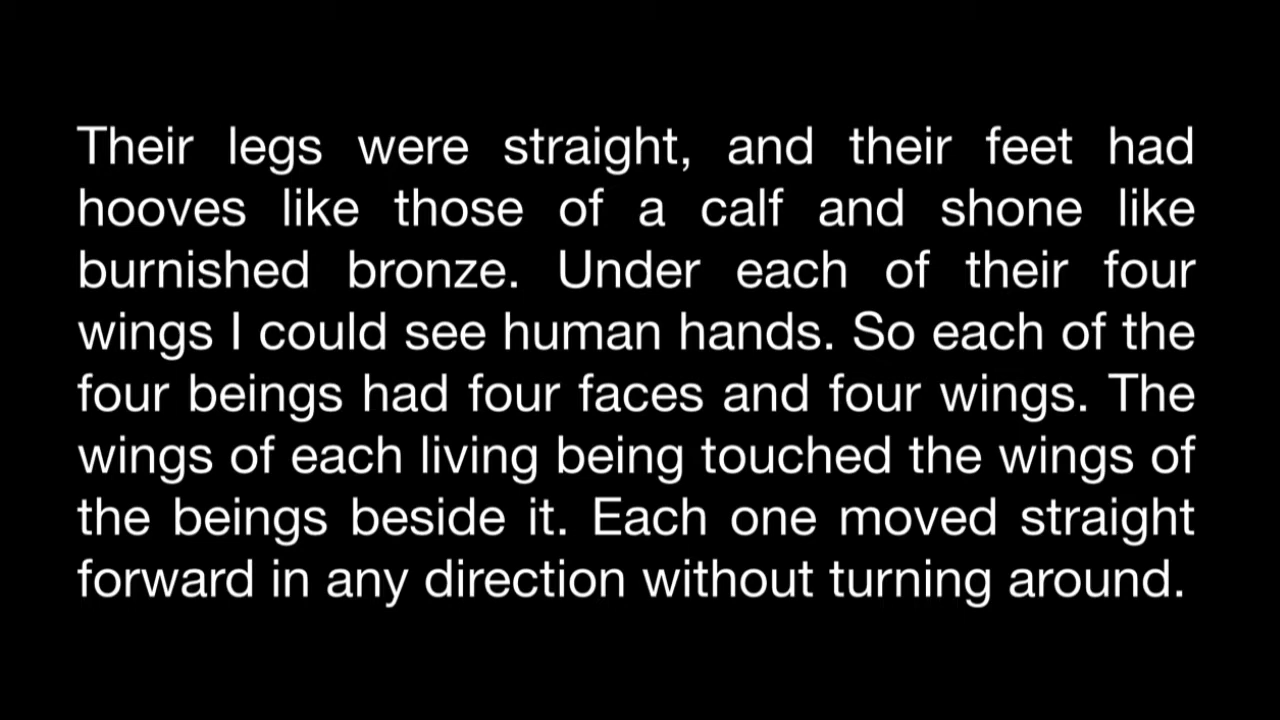 Their legs were straight, and their feet had
hooves like those of a calf and shone like
burnished bronze. Under each of their four
wings I could see human hands. So each of the
four beings had four faces and four wings. The
wings of each living being touched the wings of
the beings beside it. Each one moved straight
forward in any direction without turning around.